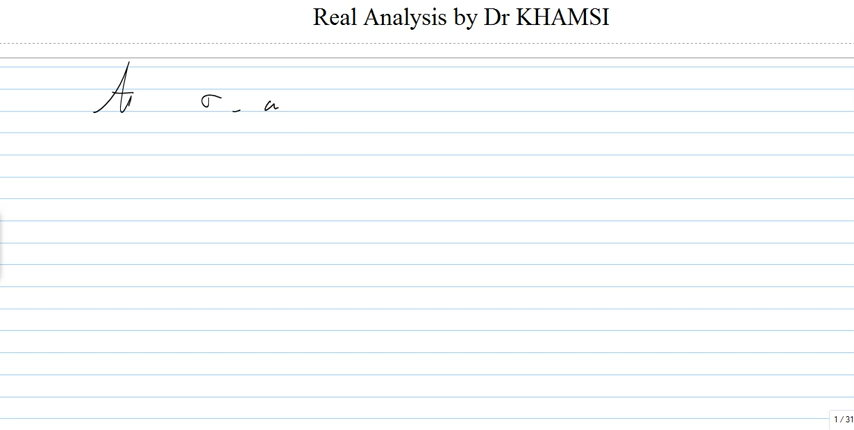 Real Analysis by Dr KHAMSI
A σ - a
1 / 31